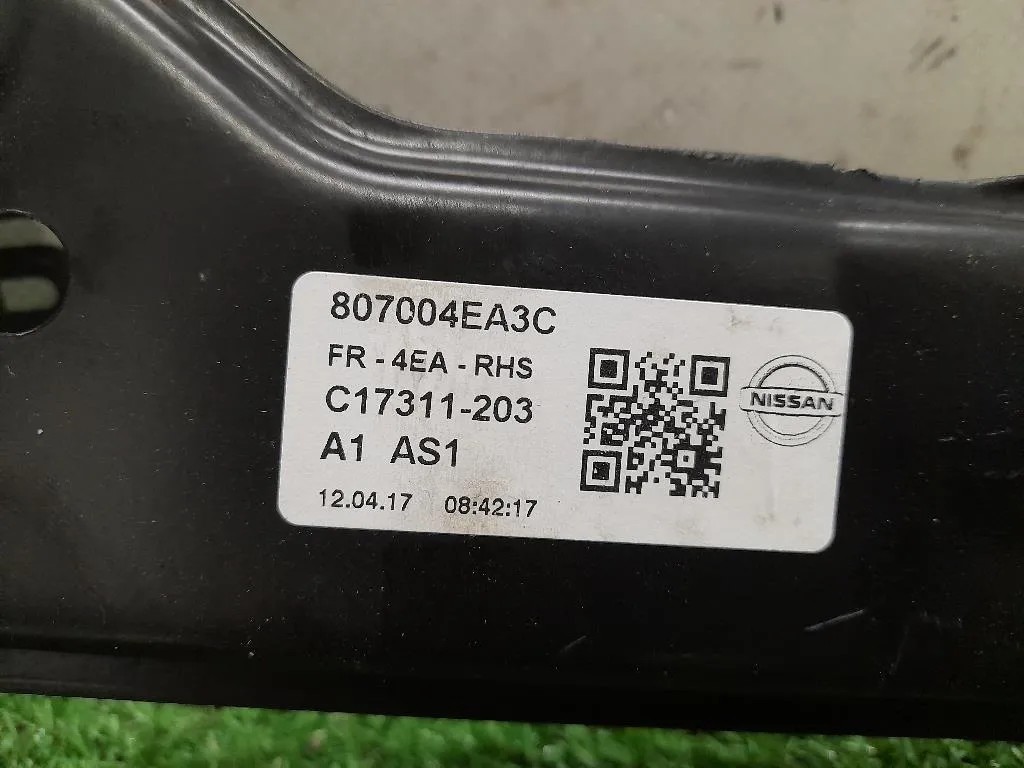 807004EA3C
FR - 4EA - RHS
C17311-203
A1 AS1
12.04.17 08:42:17
NISSAN